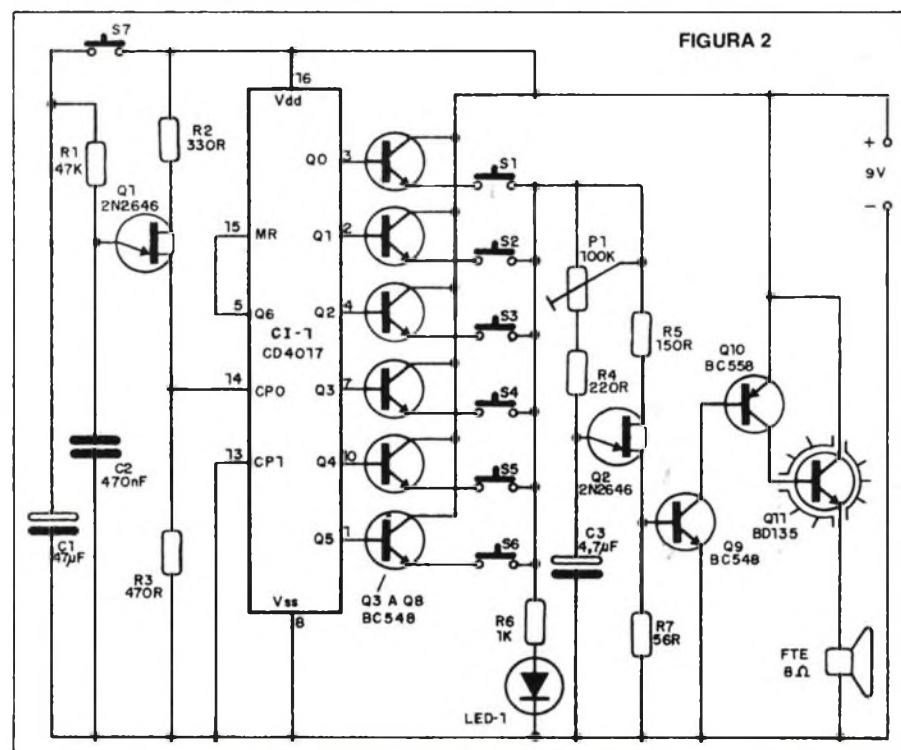 FIGURA 2
S7
16
Vdd
R1
47K
R2
330R
Q1
2N2646
Q0
3
S1
+
9V
-
15
MR
Q1
2
S2
P1
100K
5
Q6
Q2
4
S3
R5
150R
CI-1
CD4017
Q10
BC558
14
CP0
Q3
7
S4
R4
220R
13
CP1
Q4
10
S5
C2
470nF
Q2
2N2646
Q11
BD135
Q5
1
S6
C3
4,7µF
Q9
BC548
C1
47µF
R3
470R
Vss
8
Q3 A Q8
BC548
R6
1K
R7
56R
FTE
8Ω
LED-1